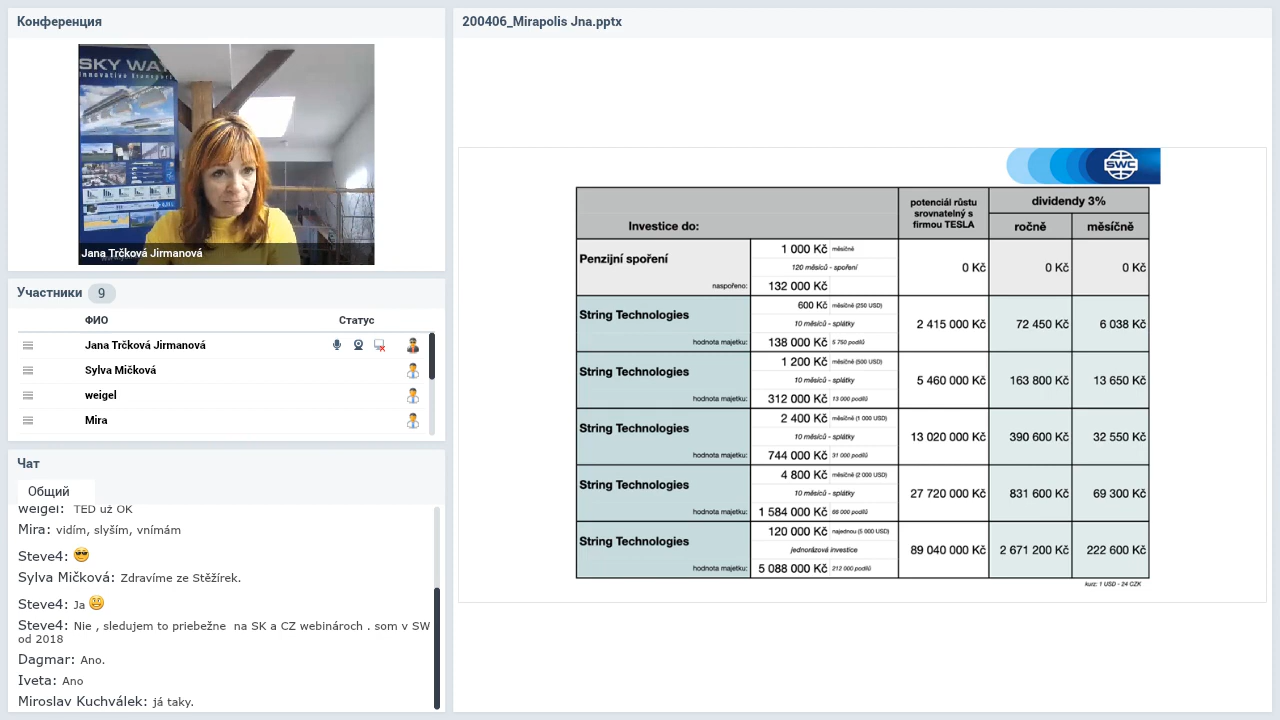 Конференция
SKY WAY
Innovative Transport
Jana Trčková Jirmanová
Участники 9
ФИО Статус
Jana Trčková Jirmanová
Sylva Mičková
weigel
Mira
Чат
Общий
weigel: TED už OK
Mira: vidím, slyším, vnímám
Steve4:
Sylva Mičková: Zdravíme ze Stěžírek.
Steve4: Ja
Steve4: Nie , sledujem to priebežne na SK a CZ webinároch . som v SW
od 2018
Dagmar: Ano.
Iveta: Ano
Miroslav Kuchválek: já taky.
200406_Mirapolis Jna.pptx
SWC
Investice do:
potenciál růstu
srovnatelný s
firmou TESLA
dividendy 3%
ročně měsíčně
Penzijní spoření
1 000 Kč měsíčně
120 měsíců - spoření
naspořeno: 132 000 Kč
0 Kč 0 Kč 0 Kč
String Technologies
600 Kč měsíčně (250 USD)
10 měsíců - splátky
hodnota majetku: 138 000 Kč 5 750 podílů
2 415 000 Kč 72 450 Kč 6 038 Kč
String Technologies
1 200 Kč měsíčně (500 USD)
10 měsíců - splátky
hodnota majetku: 312 000 Kč 13 000 podílů
5 460 000 Kč 163 800 Kč 13 650 Kč
String Technologies
2 400 Kč měsíčně (1 000 USD)
10 měsíců - splátky
hodnota majetku: 744 000 Kč 31 000 podílů
13 020 000 Kč 390 600 Kč 32 550 Kč
String Technologies
4 800 Kč měsíčně (2 000 USD)
10 měsíců - splátky
hodnota majetku: 1 584 000 Kč 66 000 podílů
27 720 000 Kč 831 600 Kč 69 300 Kč
String Technologies
120 000 Kč najednou (5 000 USD)
jednorázová investice
hodnota majetku: 5 088 000 Kč 212 000 podílů
89 040 000 Kč 2 671 200 Kč 222 600 Kč
kurz: 1 USD - 24 CZK